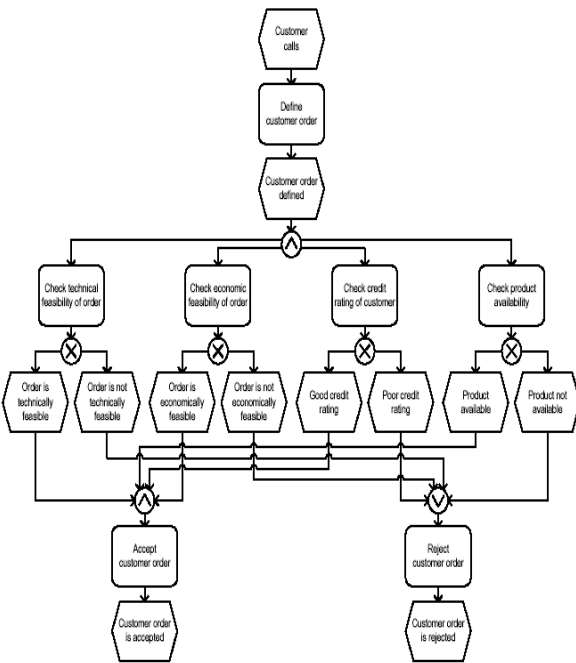 Customer
calls
Define
customer order
Customer order
defined
Check technical
feasibility of order
Check economic
feasibility of order
Check credit
rating of customer
Check product
availability
Order is
technically
feasible
Order is not
technically
feasible
Order is
economically
feasible
Order is not
economically
feasible
Good credit
rating
Poor credit
rating
Product
available
Product not
available
Accept
customer order
Reject
customer order
Customer order
is accepted
Customer order
is rejected